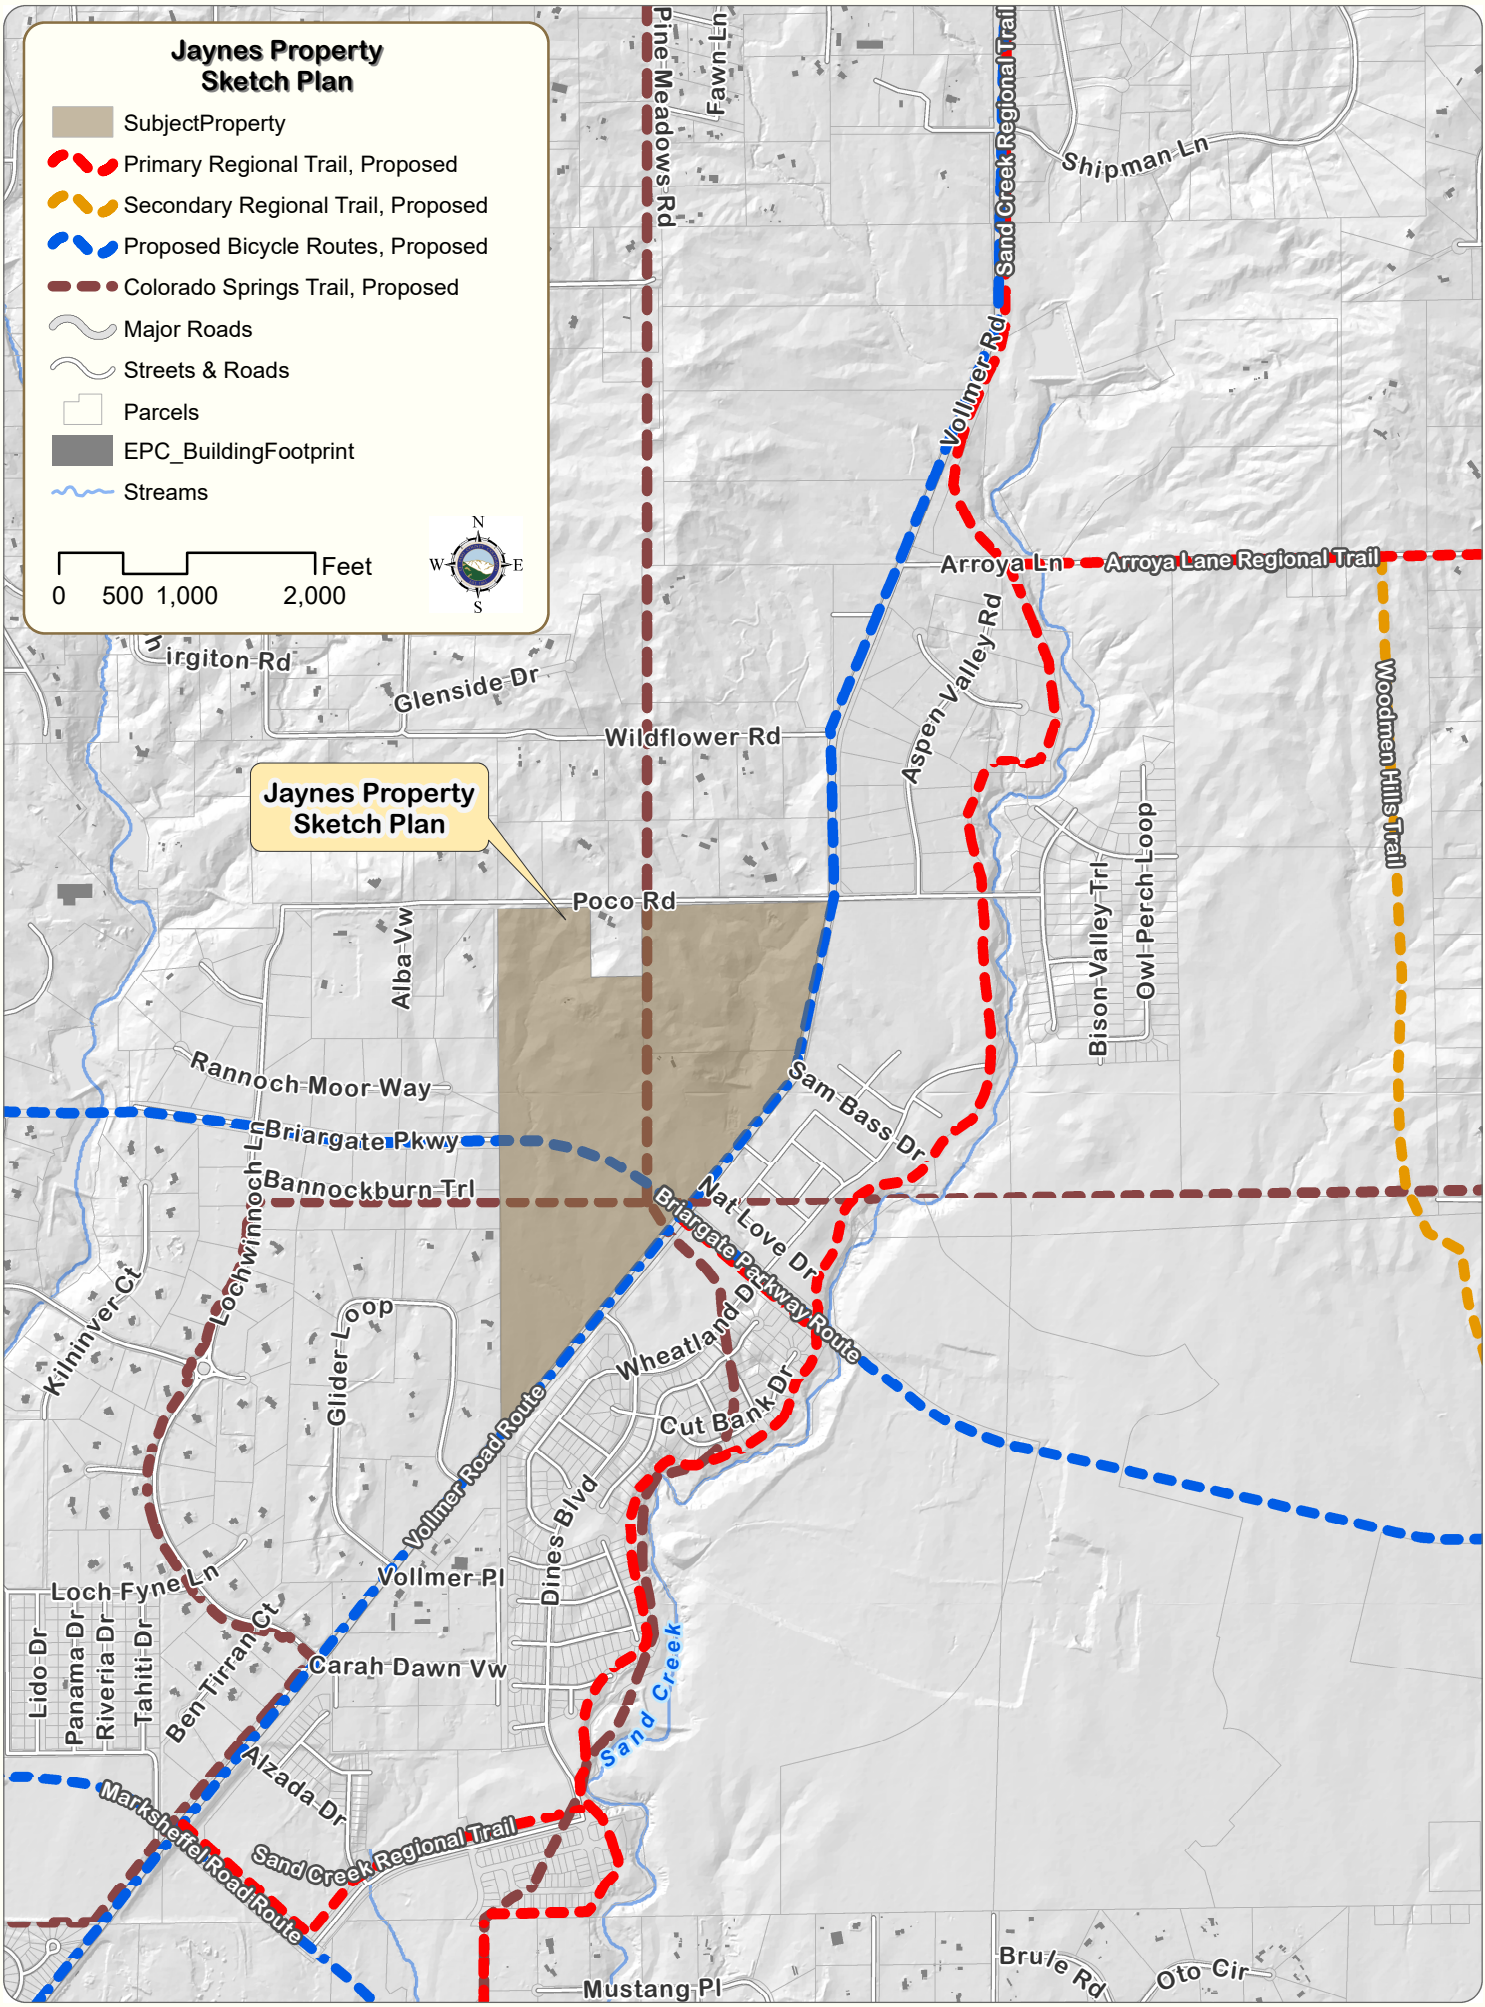 Jaynes Property
Sketch Plan
SubjectProperty
Primary Regional Trail, Proposed
Secondary Regional Trail, Proposed
Proposed Bicycle Routes, Proposed
Colorado Springs Trail, Proposed
Major Roads
Streets & Roads
Parcels
EPC_BuildingFootprint
Streams
Feet
0 500 1,000 2,000
N
W E
S
Pine Meadows Rd
Fawn Ln
Sand Creek Regional Trail
Shipman Ln
Vollmer Rd
Arroya Ln
Arroya Lane Regional Trail
h irgiton Rd
Glenside Dr
Wildflower Rd
Aspen Valley Rd
Woodmen Hills Trail
Jaynes Property
Sketch Plan
Poco Rd
Alba Vw
Bison Valley Trl
Owl Perch Loop
Rannoch Moor Way
Sam Bass Dr
Briargate Pkwy
Bannockburn Trl
Lochwinnoch Ln
Nat Love Dr
Briargate Parkway Route
Kilninver Ct
Glider Loop
Wheatland D
Cut Bank Dr
Vollmer Road Route
Dines Blvd
Vollmer Pl
Loch Fyne Ln
Lido Dr
Panama Dr
Riveria Dr
Tahiti Dr
Ben Tirran Ct
Carah Dawn Vw
Sand Creek
Alzada Dr
Marksheffel Road Route
Sand Creek Regional Trail
Mustang Pl
Brule Rd
Oto Cir